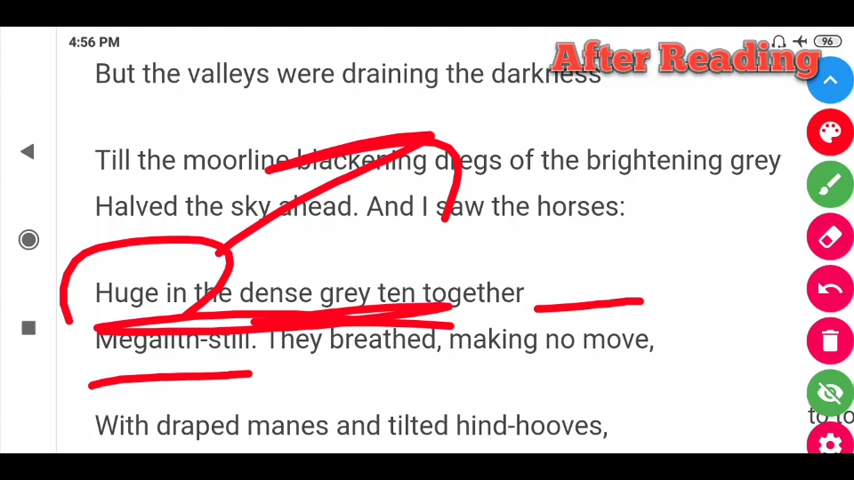 4:56 PM
96
After Reading
But the valleys were draining the darkness
Till the moorline blackening dregs of the brightening grey
Halved the sky ahead. And I saw the horses:
Huge in the dense grey ten together
Megalith-still. They breathed, making no move,
With draped manes and tilted hind-hooves,